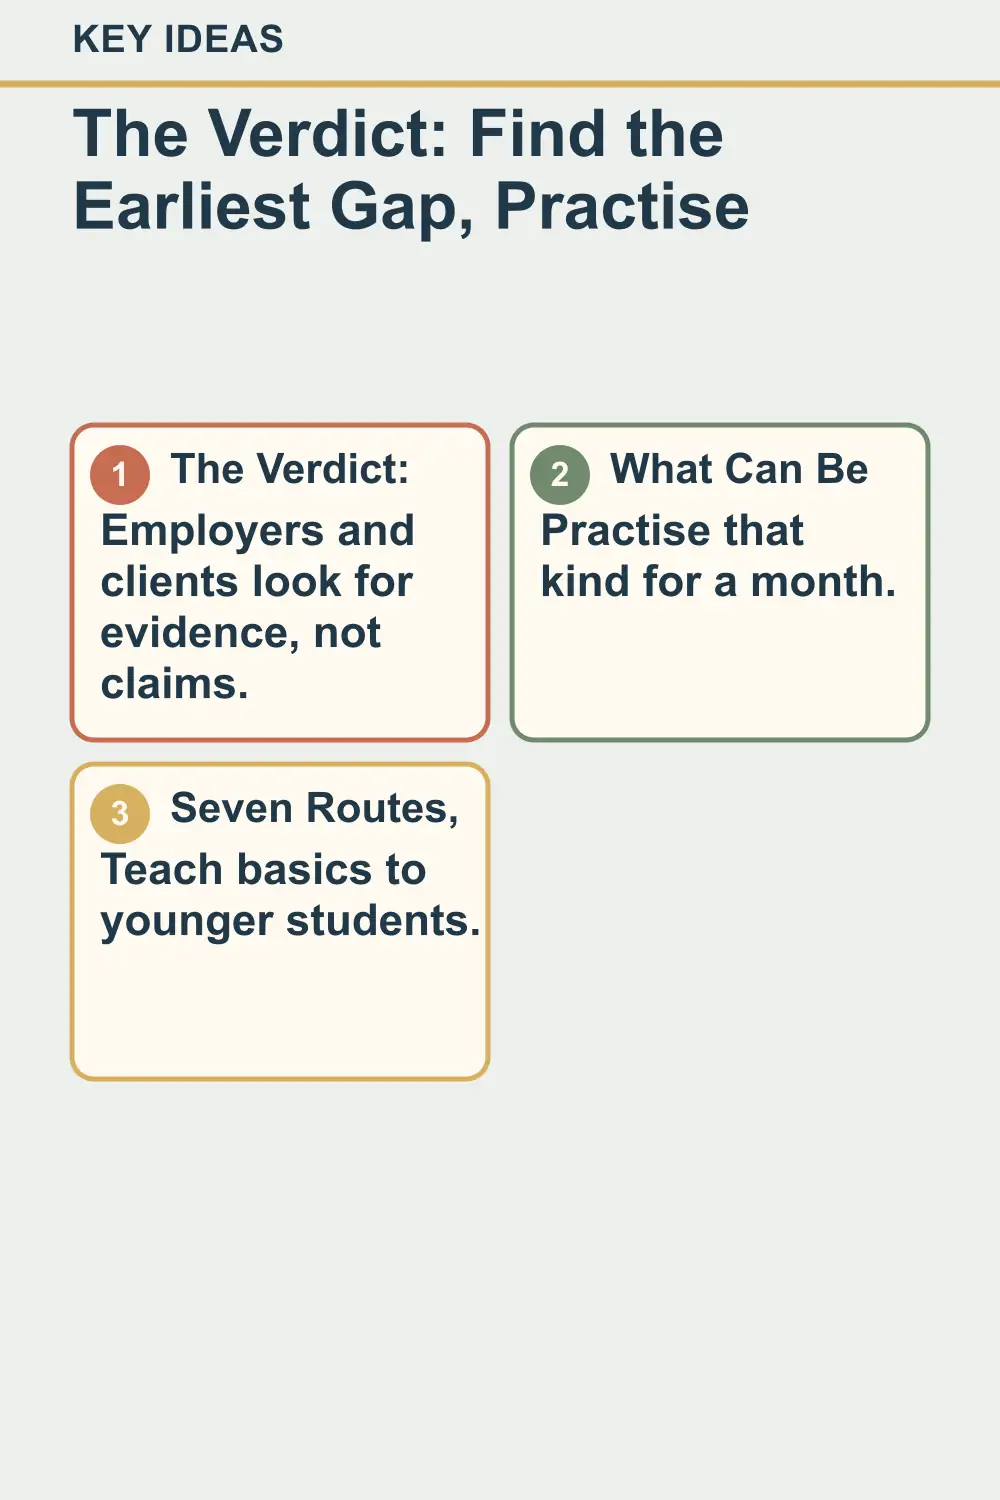 KEY IDEAS
The Verdict: Find the
Earliest Gap, Practise
1 The Verdict:
Employers and
clients look for
evidence, not
claims.
2 What Can Be
Practise that
kind for a month.
3 Seven Routes,
Teach basics to
younger students.